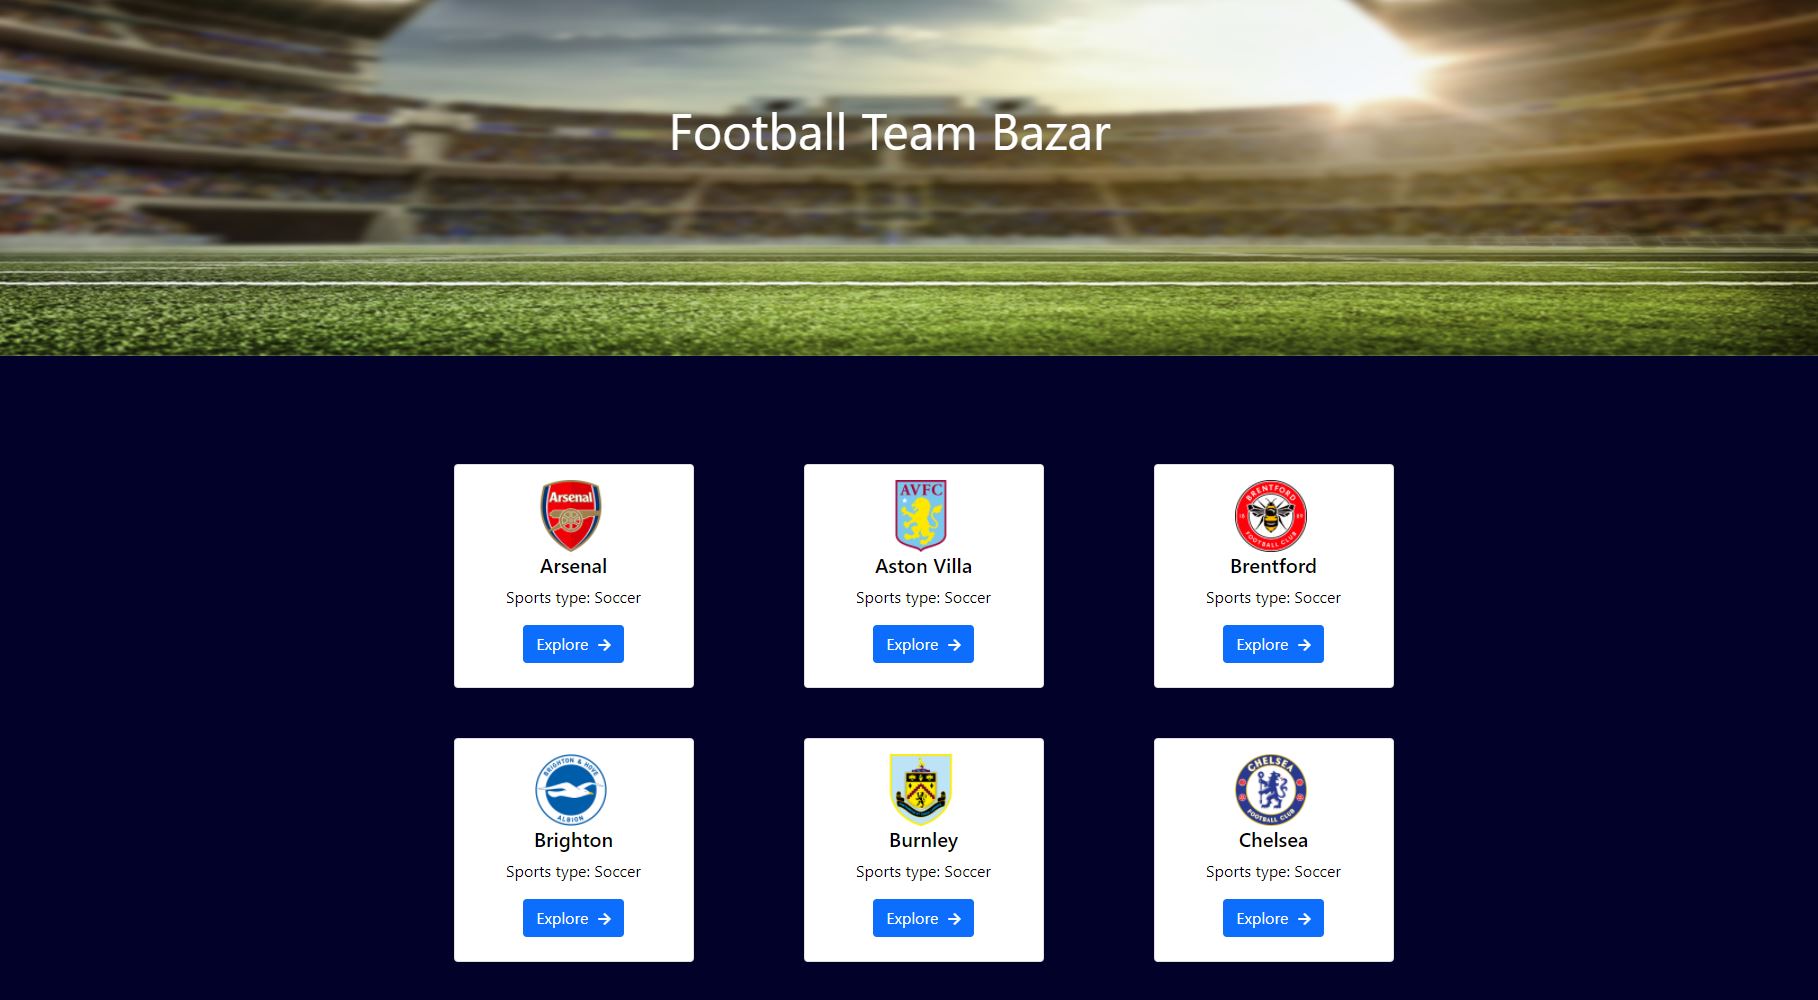 Football Team Bazar
Arsenal
AVFC
BRENTFORD
FOOTBALL CLUB
Arsenal
Aston Villa
Brentford
Sports type: Soccer
Sports type: Soccer
Sports type: Soccer
Explore
Explore
Explore
BRIGHTON & HOVE
ALBION
CHELSEA
FOOTBALL CLUB
Brighton
Burnley
Chelsea
Sports type: Soccer
Sports type: Soccer
Sports type: Soccer
Explore
Explore
Explore